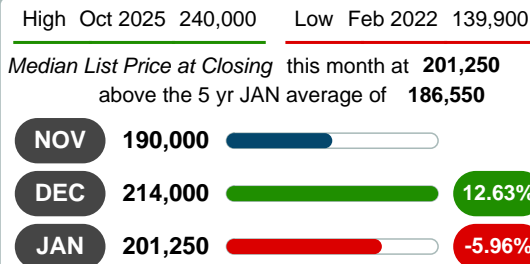 High Oct 2025 240,000 Low Feb 2022 139,900
Median List Price at Closing this month at 201,250
above the 5 yr JAN average of 186,550
NOV 190,000
DEC 214,000 12.63%
JAN 201,250 -5.96%